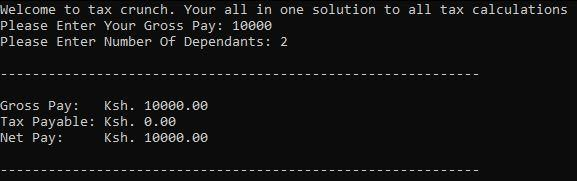 Welcome to tax crunch. Your all in one solution to all tax calculations
Please Enter Your Gross Pay: 10000
Please Enter Number Of Dependants: 2
------------------------------------------------------------
Gross Pay:   Ksh. 10000.00
Tax Payable: Ksh. 0.00
Net Pay:     Ksh. 10000.00
------------------------------------------------------------